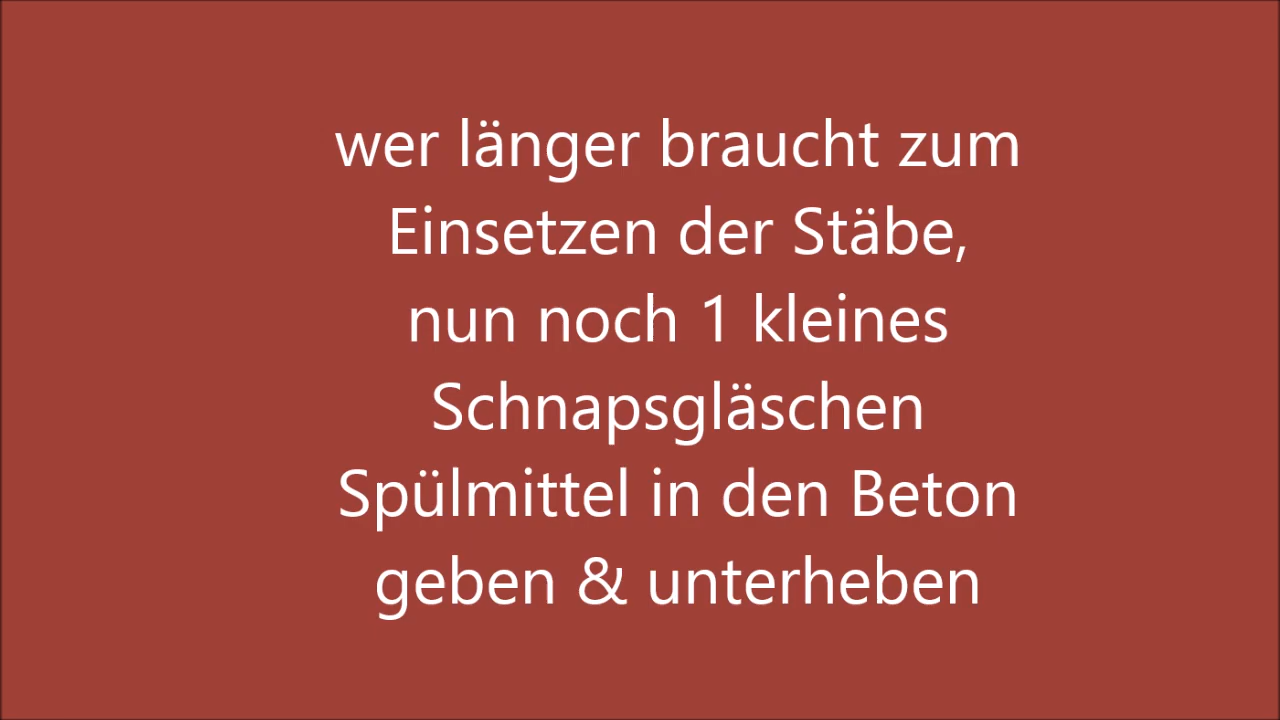 wer länger braucht zum
Einsetzen der Stäbe,
nun noch 1 kleines
Schnapsgläschen
Spülmittel in den Beton
geben & unterheben